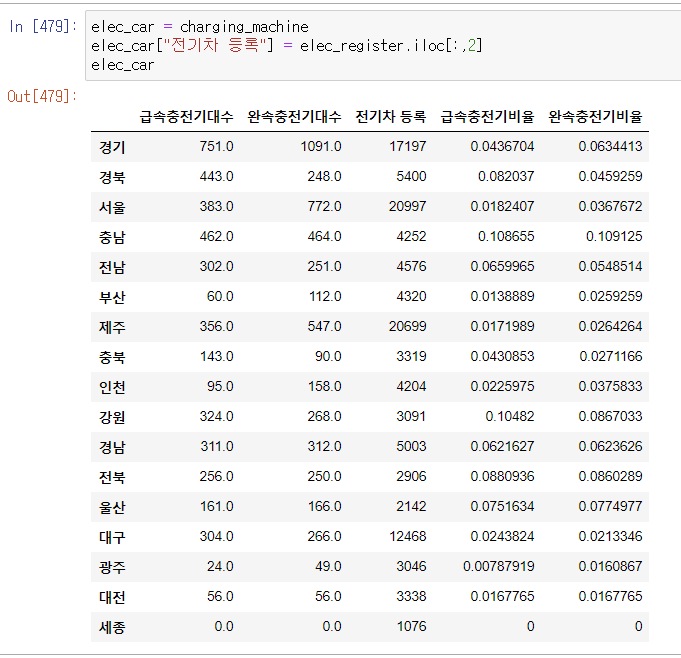 In [479]: elec_car = charging_machine
elec_car["전기차 등록"] = elec_register.iloc[:,2]
elec_car
Out[479]:
급속충전기대수 완속충전기대수 전기차 등록 급속충전기비율 완속충전기비율
경기 751.0 1091.0 17197 0.0436704 0.0634413
경북 443.0 248.0 5400 0.082037 0.0459259
서울 383.0 772.0 20997 0.0182407 0.0367672
충남 462.0 464.0 4252 0.108655 0.109125
전남 302.0 251.0 4576 0.0659965 0.0548514
부산 60.0 112.0 4320 0.0138889 0.0259259
제주 356.0 547.0 20699 0.0171989 0.0264264
충북 143.0 90.0 3319 0.0430853 0.0271166
인천 95.0 158.0 4204 0.0225975 0.0375833
강원 324.0 268.0 3091 0.10482 0.0867033
경남 311.0 312.0 5003 0.0621627 0.0623626
전북 256.0 250.0 2906 0.0880936 0.0860289
울산 161.0 166.0 2142 0.0751634 0.0774977
대구 304.0 266.0 12468 0.0243824 0.0213346
광주 24.0 49.0 3046 0.00787919 0.0160867
대전 56.0 56.0 3338 0.0167765 0.0167765
세종 0.0 0.0 1076 0 0